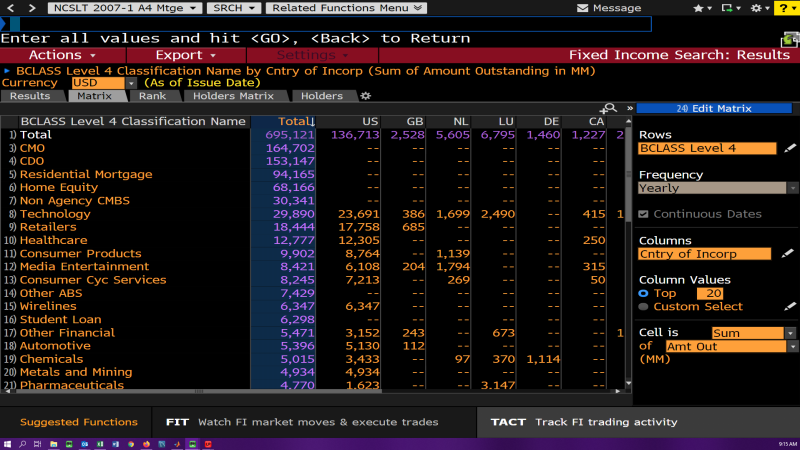 NCSLT 2007-1 A4 Mtge SRCH Related Functions Menu Message
Enter all values and hit <GO>, <Back> to Return
Actions Export Settings Fixed Income Search: Results
BCLASS Level 4 Classification Name by Cntry of Incorp (Sum of Amount Outstanding in MM)
Currency USD (As of Issue Date)
Results Matrix Rank Holders Matrix Holders
» 24) Edit Matrix
BCLASS Level 4 Classification Name Total US GB NL LU DE CA
1) Total 695,121 136,713 2,528 5,605 6,795 1,460 1,227 2
3) CMO 164,702 -- -- -- -- -- --
4) CDO 153,147 -- -- -- -- -- --
5) Residential Mortgage 94,165 -- -- -- -- -- --
6) Home Equity 68,166 -- -- -- -- -- --
7) Non Agency CMBS 30,341 -- -- -- -- -- --
8) Technology 29,890 23,691 386 1,699 2,490 -- 415 1
9) Retailers 18,444 17,758 685 -- -- -- --
10) Healthcare 12,777 12,305 -- -- -- -- 250
11) Consumer Products 9,902 8,764 -- 1,139 -- -- --
12) Media Entertainment 8,421 6,108 204 1,794 -- -- 315
13) Consumer Cyc Services 8,245 7,213 -- 269 -- -- 50
14) Other ABS 7,429 -- -- -- -- -- --
15) Wirelines 6,347 6,347 -- -- -- -- --
16) Student Loan 6,298 -- -- -- -- -- --
17) Other Financial 5,471 3,152 243 -- 673 -- -- 1
18) Automotive 5,396 5,130 112 -- -- -- --
19) Chemicals 5,015 3,433 -- 97 370 1,114 --
20) Metals and Mining 4,934 4,934 -- -- -- -- --
21) Pharmaceuticals 4,770 1,623 -- -- 3,147 -- --
Rows
BCLASS Level 4
Frequency
Yearly
Continuous Dates
Columns
Cntry of Incorp
Column Values
Top 20
Custom Select
Cell is Sum
of Amt Out
(MM)
Suggested Functions FIT Watch FI market moves & execute trades TACT Track FI trading activity
9:15 AM